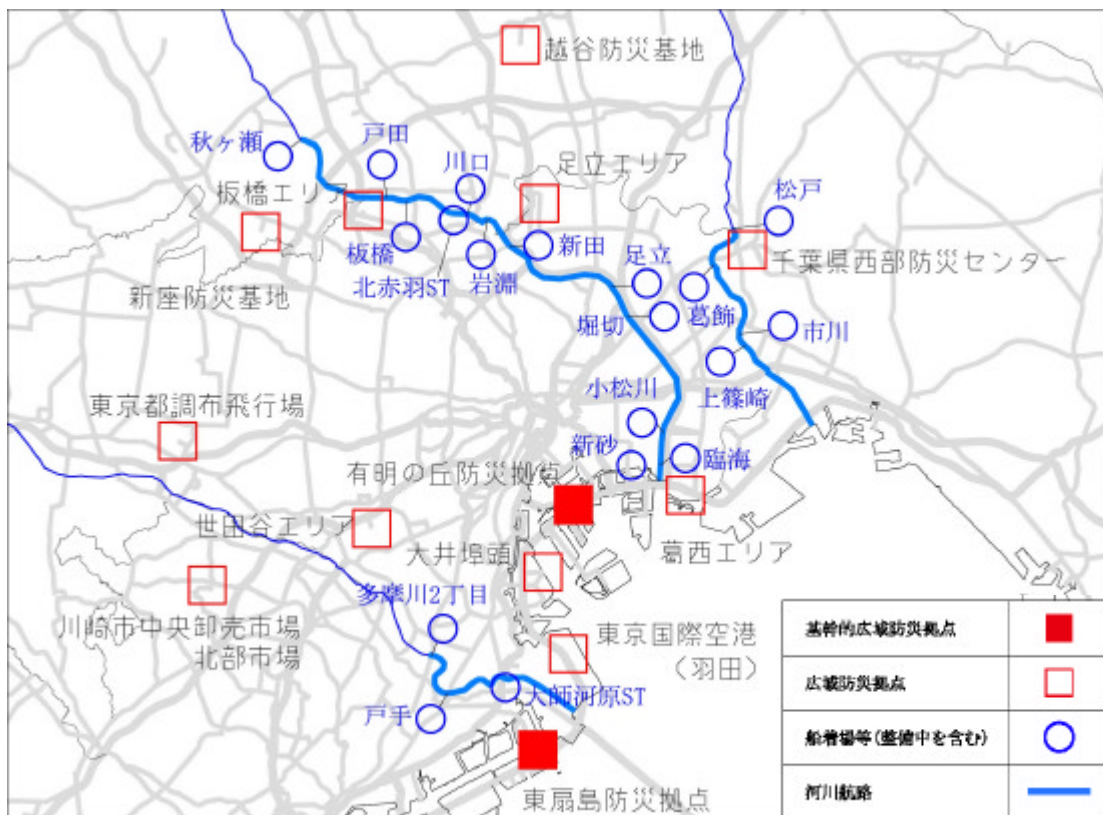 越谷防災基地
秋ヶ瀬
戸田
川口
足立エリア
板橋エリア
松戸
板橋
北赤羽ST
岩淵
新田
足立
千葉県西部防災センター
新座防災基地
堀切
葛飾
市川
小松川
上篠崎
東京都調布飛行場
新砂
臨海
有明の丘防災拠点
世田谷エリア
大井埠頭
葛西エリア
多摩川2丁目
川崎市中央卸売市場
北部市場
東京国際空港
(羽田)
大師河原ST
戸手
東扇島防災拠点
基幹的広域防災拠点
広域防災拠点
船着場等(整備中を含む)
河川航路